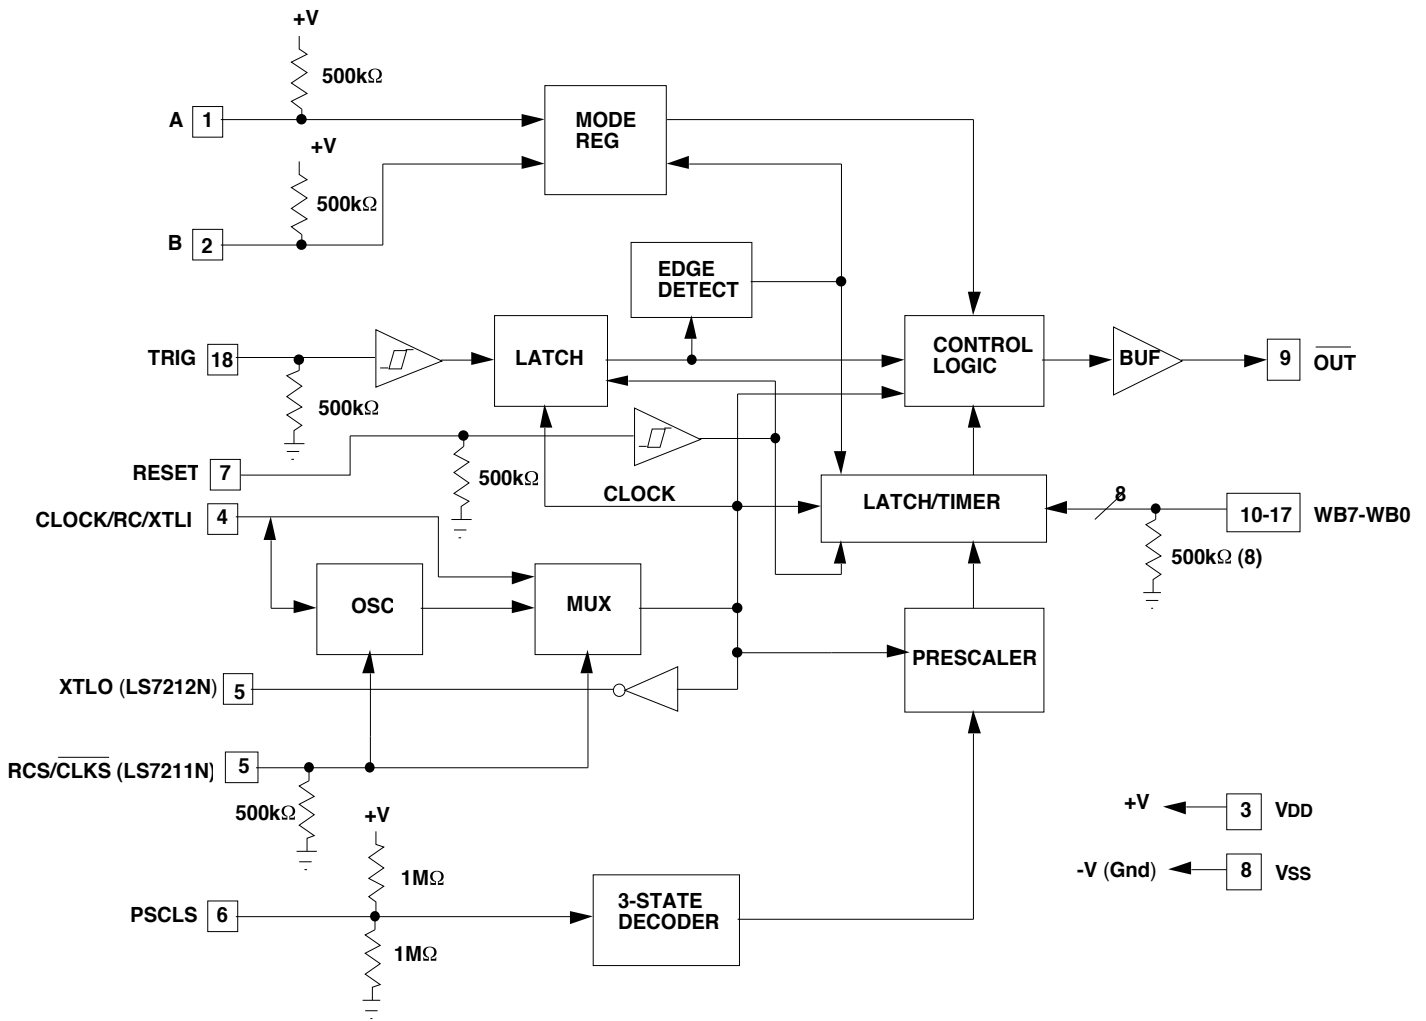 +V
500kΩ
A 1
MODE
REG
+V
500kΩ
B 2
EDGE
DETECT
TRIG 18
LATCH
CONTROL
LOGIC
BUF
9 OUT
500kΩ
RESET 7
500kΩ
CLOCK
LATCH/TIMER
8
10-17 WB7-WB0
CLOCK/RC/XTLI 4
500kΩ (8)
OSC
MUX
PRESCALER
XTLO (LS7212N) 5
RCS/CLKS (LS7211N) 5
500kΩ
+V
+V 3 VDD
1MΩ
-V (Gnd) 8 VSS
PSCLS 6
3-STATE
DECODER
1MΩ